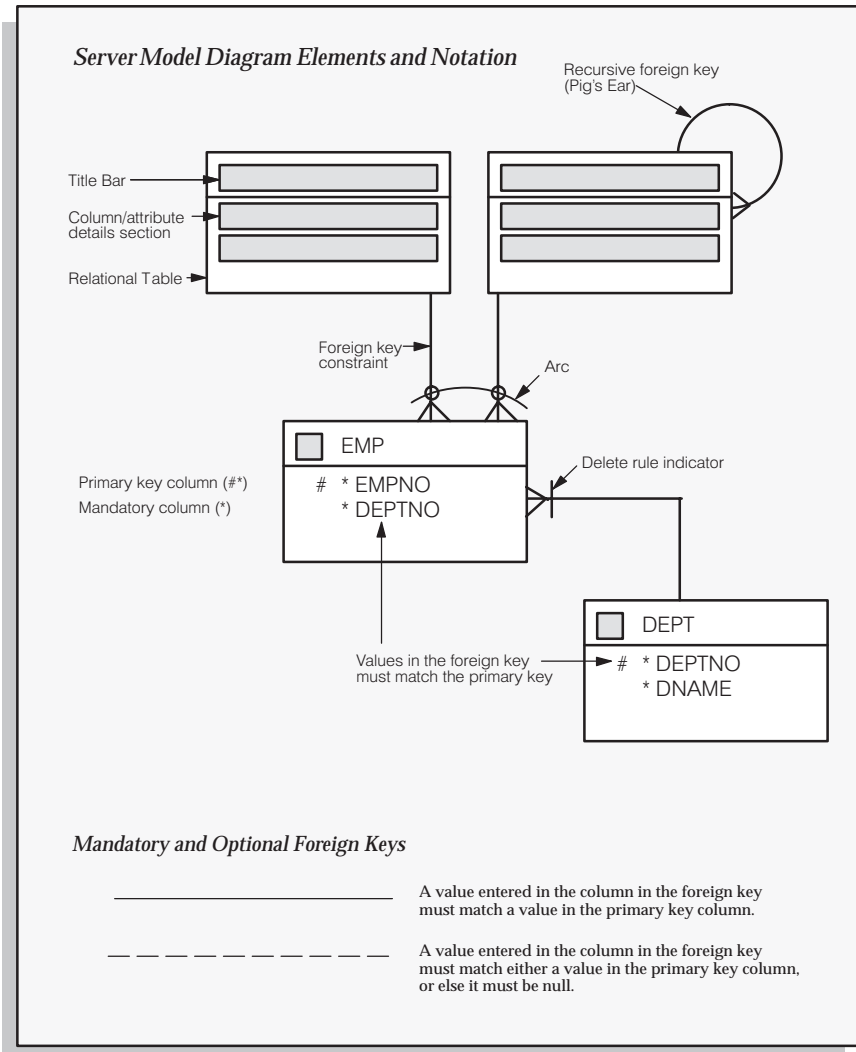 Server Model Diagram Elements and Notation
Recursive foreign key
(Pig's Ear)
Title Bar
Column/attribute
details section
Relational Table
Foreign key
constraint
Arc
EMP
Delete rule indicator
Primary key column (#*)
# * EMPNO
Mandatory column (*)
* DEPTNO
DEPT
Values in the foreign key
must match the primary key
# * DEPTNO
* DNAME
Mandatory and Optional Foreign Keys
A value entered in the column in the foreign key
must match a value in the primary key column.
A value entered in the column in the foreign key
must match either a value in the primary key column,
or else it must be null.